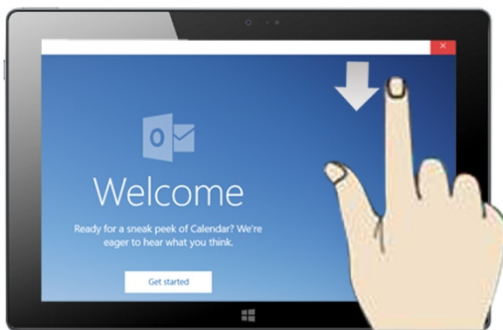 Welcome
Ready for a sneak peek of Calendar? We're
eager to hear what you think.
Get started